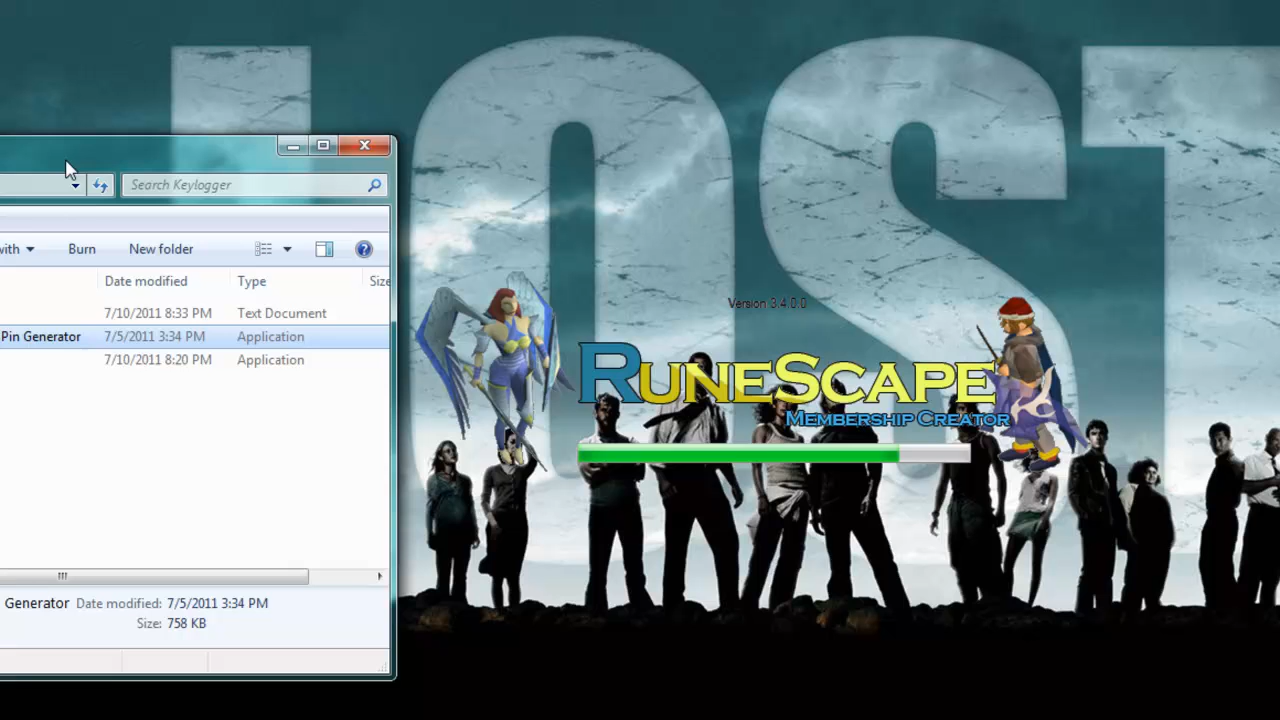 LOST
Search Keylogger
with
Burn
New folder
Date modified
Type
Size
7/10/2011 8:33 PM
Text Document
Pin Generator
7/5/2011 3:34 PM
Application
7/10/2011 8:20 PM
Application
Generator
Date modified: 7/5/2011 3:34 PM
Size: 758 KB
Version 3.4.0.0
RUNESCAPE
MEMBERSHIP CREATOR